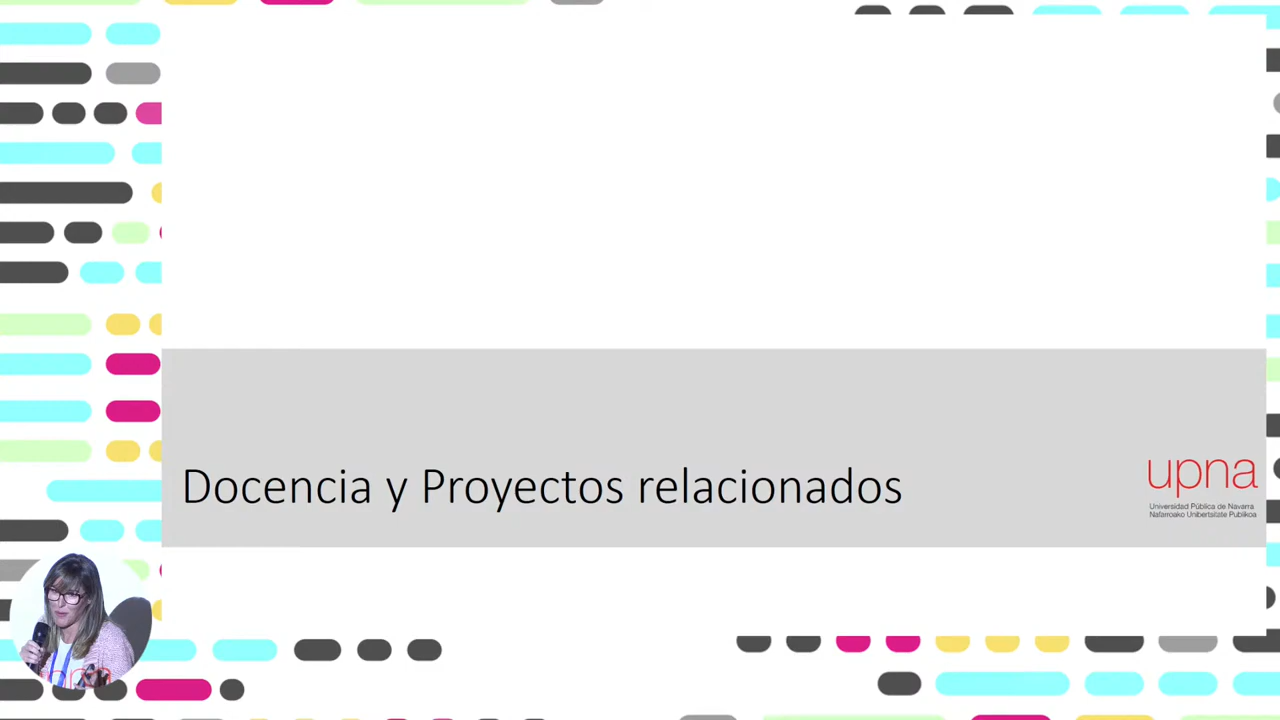 Docencia y Proyectos relacionados
upna
Universidad Pública de Navarra
Nafarroako Unibertsitate Publikoa